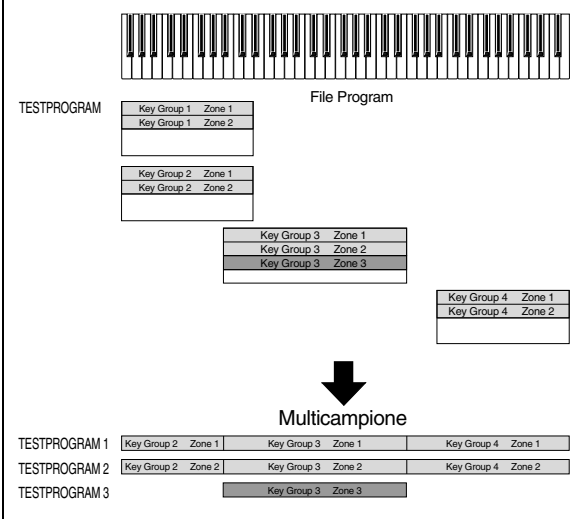 File Program
TESTPROGRAM
Key Group 1 Zone 1
Key Group 1 Zone 2
Key Group 2 Zone 1
Key Group 2 Zone 2
Key Group 3 Zone 1
Key Group 3 Zone 2
Key Group 3 Zone 3
Key Group 4 Zone 1
Key Group 4 Zone 2
Multicampione
TESTPROGRAM 1 Key Group 2 Zone 1 Key Group 3 Zone 1 Key Group 4 Zone 1
TESTPROGRAM 2 Key Group 2 Zone 2 Key Group 3 Zone 2 Key Group 4 Zone 2
TESTPROGRAM 3 Key Group 3 Zone 3